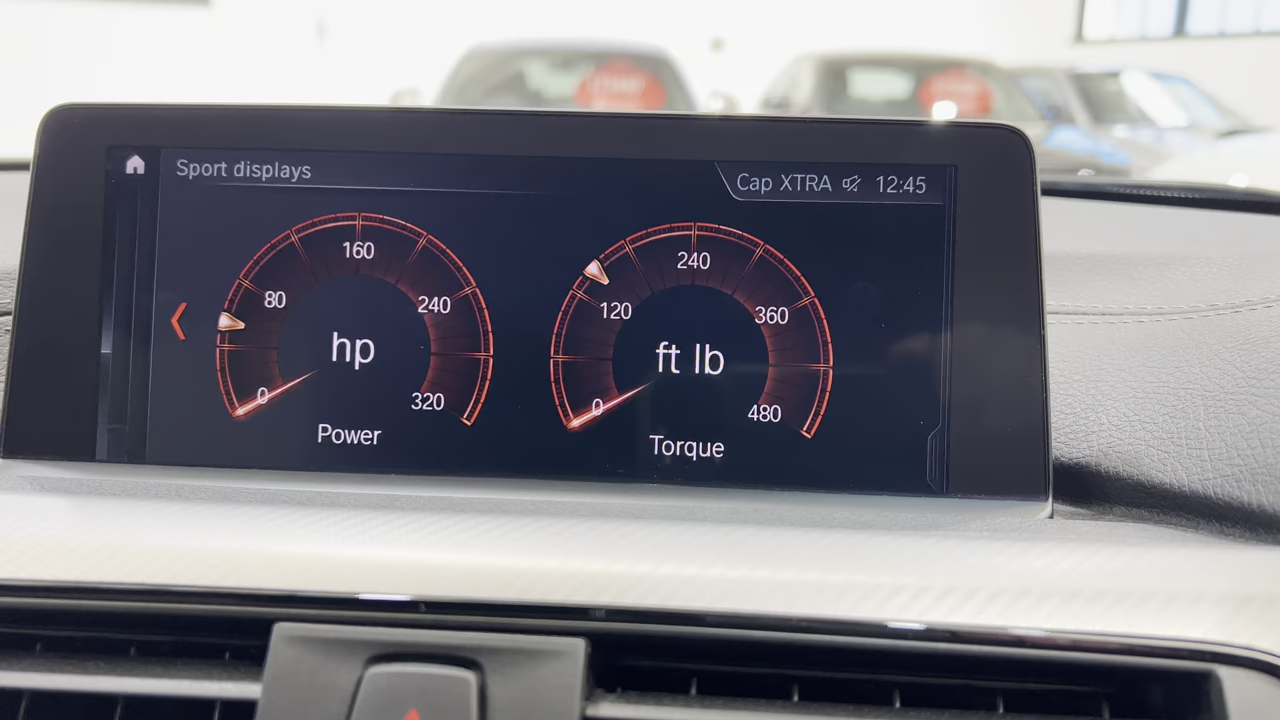 Sport displays
Cap XTRA 12:45
0
80
160
240
320
hp
Power
0
120
240
360
480
ft lb
Torque